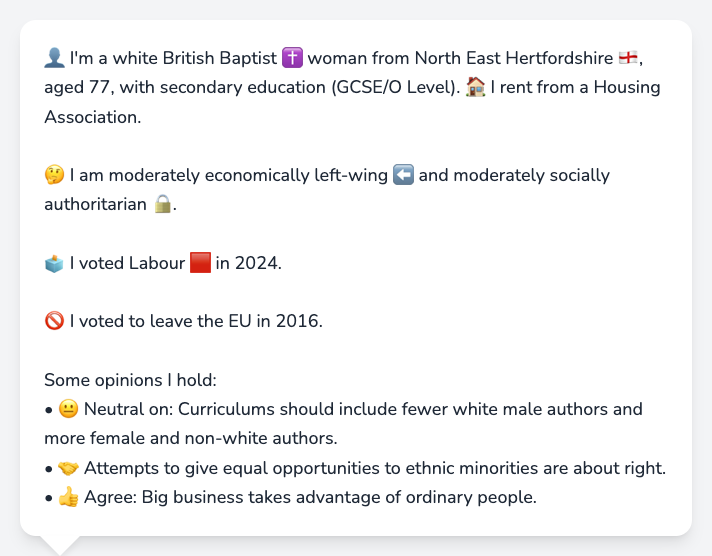 👤 I'm a white British Baptist ✝️ woman from North East Hertfordshire 🏴󠁧󠁢󠁥󠁮󠁧󠁿,
aged 77, with secondary education (GCSE/O Level). 🏠 I rent from a Housing
Association.
🤔 I am moderately economically left-wing ⬅️ and moderately socially
authoritarian 🔒.
🗳️ I voted Labour 🟥 in 2024.
🚫 I voted to leave the EU in 2016.
Some opinions I hold:
• 😐 Neutral on: Curriculums should include fewer white male authors and
more female and non-white authors.
• 🤝 Attempts to give equal opportunities to ethnic minorities are about right.
• 👍 Agree: Big business takes advantage of ordinary people.